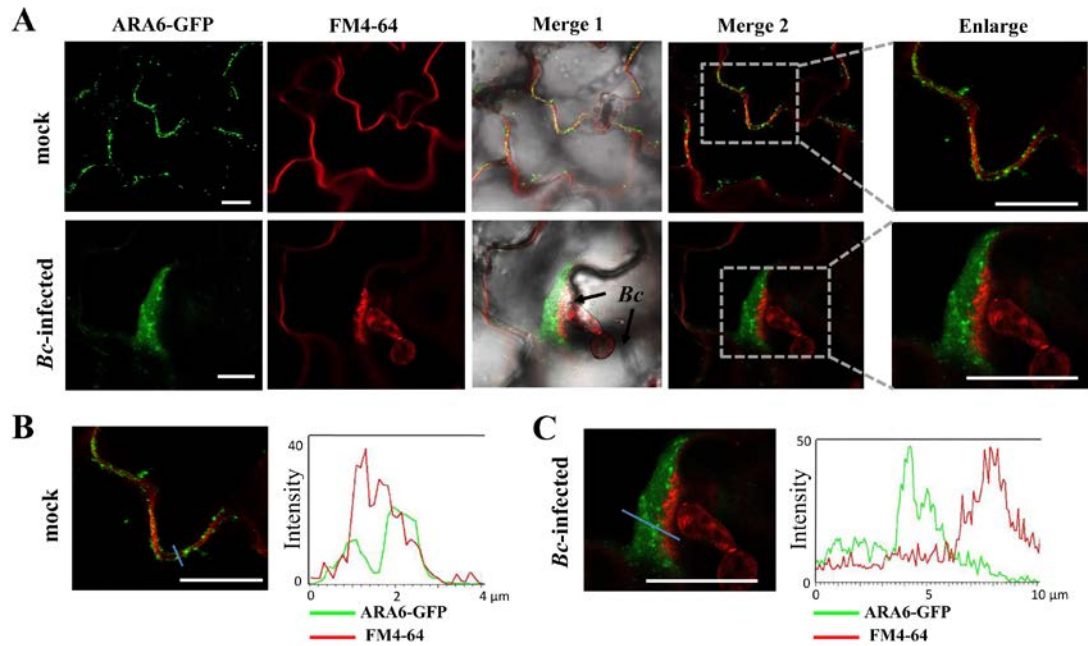 A
ARA6-GFP FM4-64 Merge 1 Merge 2 Enlarge
mock
Bc-infected
Bc
B
mock
40
Intensity
0
0 2 4 μm
ARA6-GFP
FM4-64
C
Bc-infected
50
Intensity
0
0 5 10 μm
ARA6-GFP
FM4-64